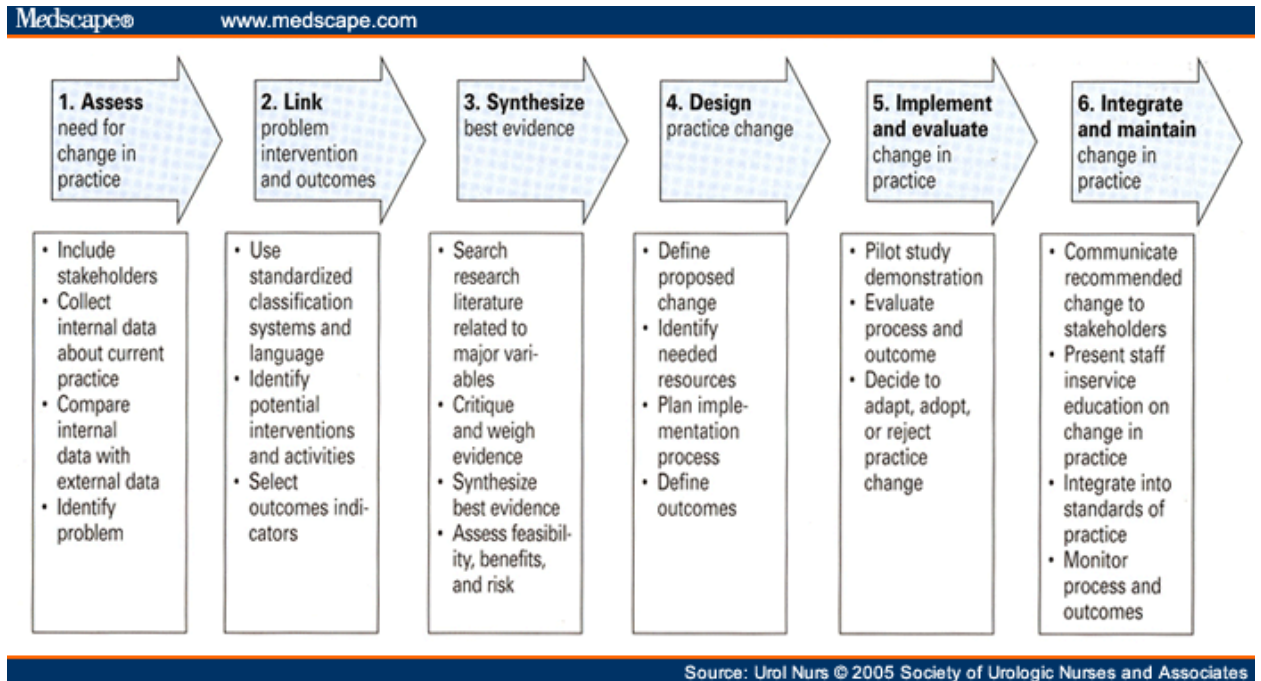 Medscape® www.medscape.com
1. Assess
need for
change in
practice
2. Link
problem
intervention
and outcomes
3. Synthesize
best evidence
4. Design
practice change
5. Implement
and evaluate
change in
practice
6. Integrate
and maintain
change in
practice
• Include
stakeholders
• Collect
internal data
about current
practice
• Compare
internal
data with
external data
• Identify
problem
• Use
standardized
classification
systems and
language
• Identify
potential
interventions
and activities
• Select
outcomes indi-
cators
• Search
research
literature
related to
major vari-
ables
• Critique
and weigh
evidence
• Synthesize
best evidence
• Assess feasibil-
ity, benefits,
and risk
• Define
proposed
change
• Identify
needed
resources
• Plan imple-
mentation
process
• Define
outcomes
• Pilot study
demonstration
• Evaluate
process and
outcome
• Decide to
adapt, adopt,
or reject
practice
change
• Communicate
recommended
change to
stakeholders
• Present staff
inservice
education on
change in
practice
• Integrate into
standards of
practice
• Monitor
process and
outcomes
Source: Urol Nurs © 2005 Society of Urologic Nurses and Associates